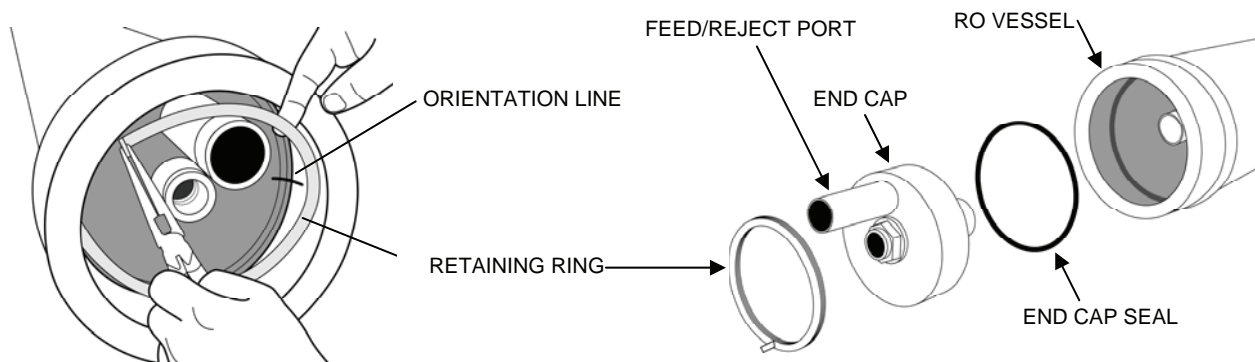 FEED/REJECT PORT
RO VESSEL
ORIENTATION LINE
END CAP
RETAINING RING
END CAP SEAL